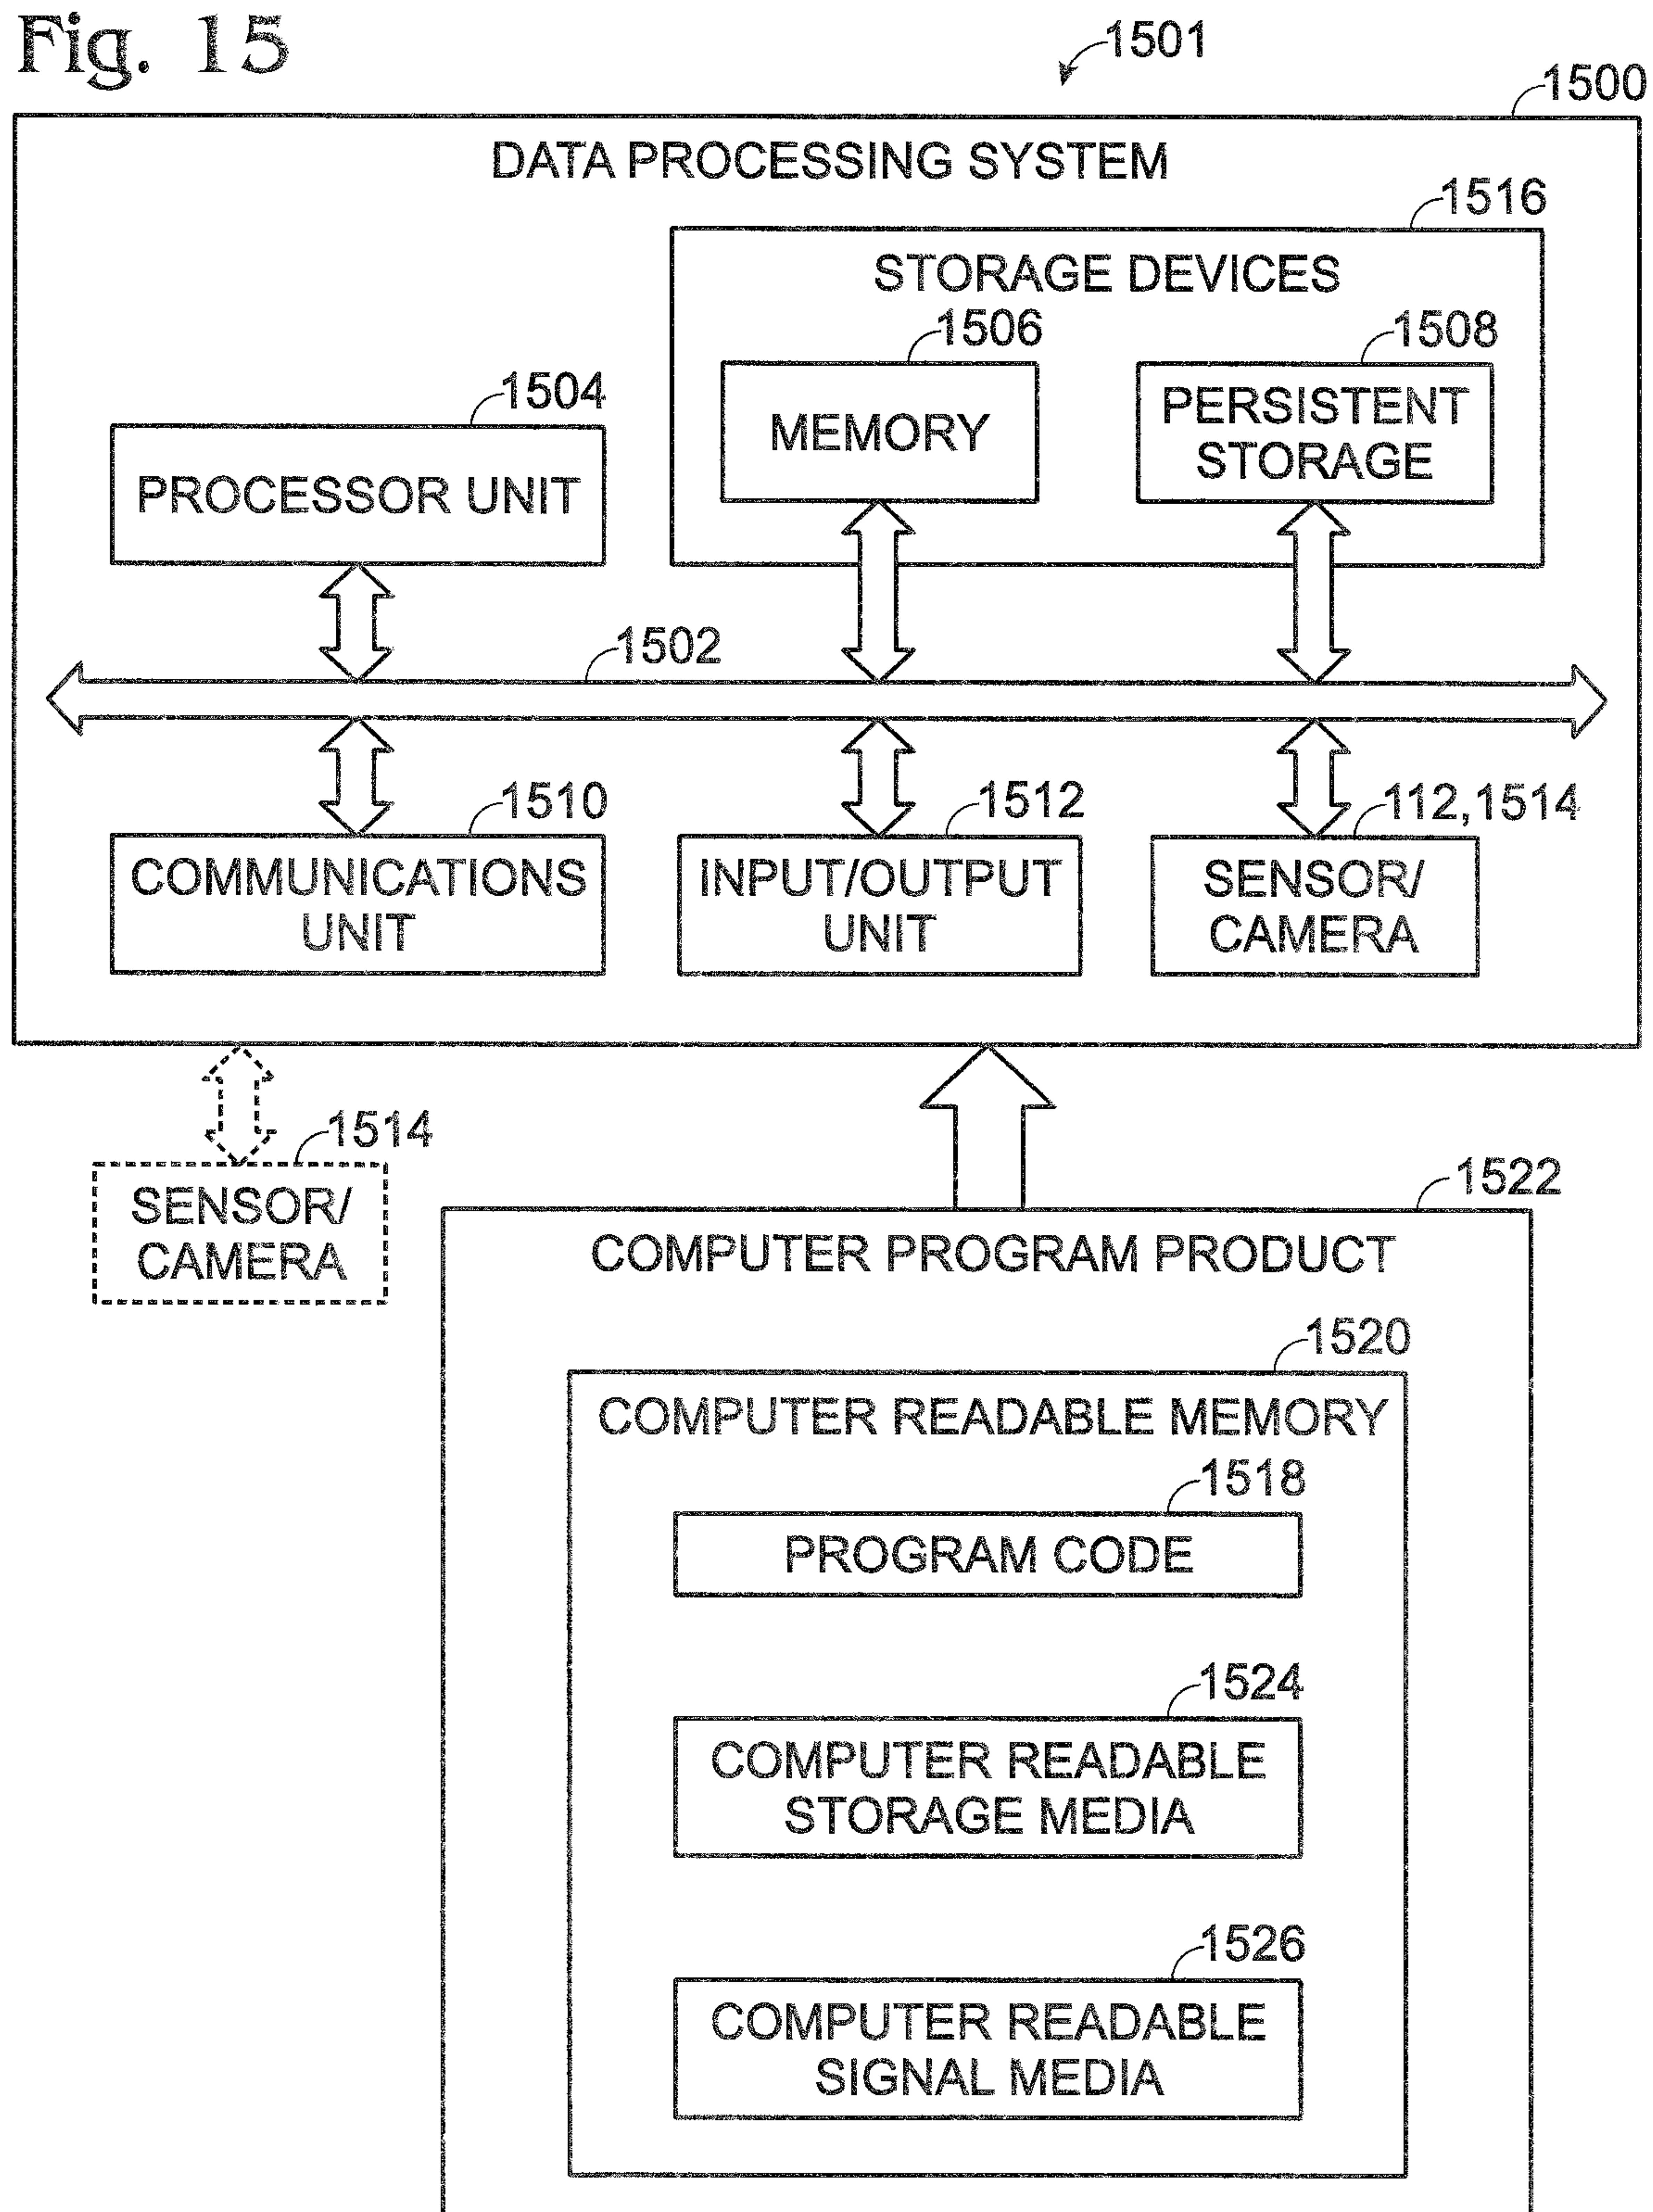 Fig. 15
1501
1500
DATA PROCESSING SYSTEM
1516
STORAGE DEVICES
1506
1508
MEMORY
PERSISTENT
STORAGE
1504
PROCESSOR UNIT
1502
1510
1512
112,1514
COMMUNICATIONS
UNIT
INPUT/OUTPUT
UNIT
SENSOR/
CAMERA
1514
SENSOR/
CAMERA
1522
COMPUTER PROGRAM PRODUCT
1520
COMPUTER READABLE MEMORY
1518
PROGRAM CODE
1524
COMPUTER READABLE
STORAGE MEDIA
1526
COMPUTER READABLE
SIGNAL MEDIA